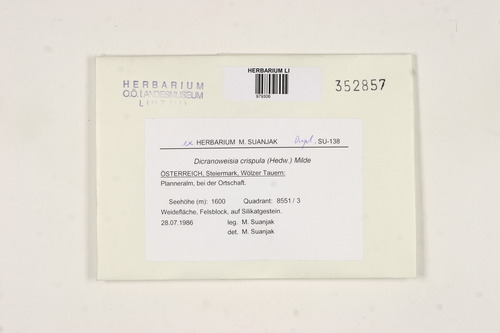 HERBARIUM LI
979306
HERBARIUM
O.Ö. LANDESMUSEUM
352857
ex HERBARIUM M. SUANJAK Dupl. SU-138
Dicranoweisia crispula (Hedw.) Milde
ÖSTERREICH, Steiermark, Wölzer Tauern:
Planneralm, bei der Ortschaft.
Seehöhe (m): 1600 Quadrant: 8551 / 3
Weidefläche, Felsblock, auf Silikatgestein.
28.07.1986 leg. M. Suanjak
det. M. Suanjak